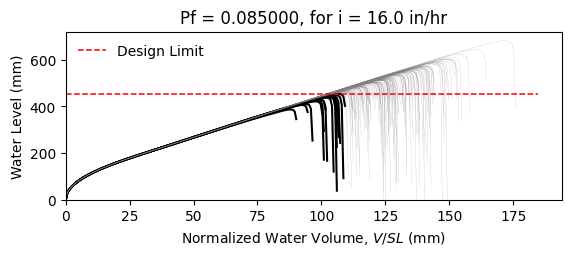 Pf = 0.085000, for i = 16.0 in/hr
Design Limit
Water Level (mm)
600
400
200
0
0 25 50 75 100 125 150 175
Normalized Water Volume, V/SL (mm)